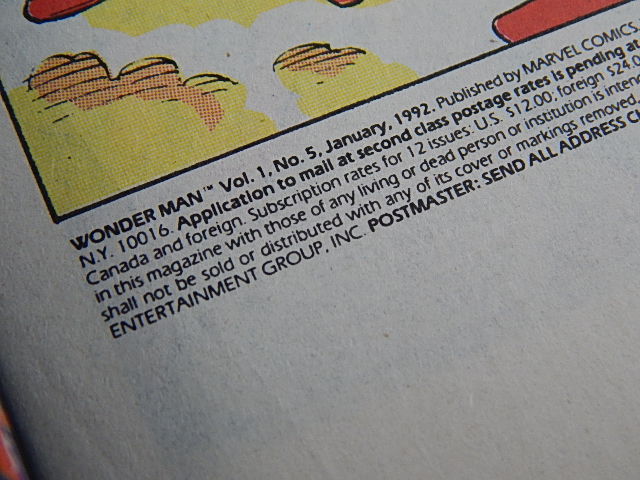 WONDER MAN™ Vol. 1, No. 5, January, 1992. Published by MARVEL COMICS,
N.Y. 10016. Application to mail at second class postage rates is pending at
Canada and foreign. Subscription rates for 12 issues: U.S. $12.00; foreign $24.0
in this magazine with those of any living or dead person or institution is inte
shall not be sold or distributed with any of its cover or markings removed,
ENTERTAINMENT GROUP, INC. POSTMASTER: SEND ALL ADDRESS C